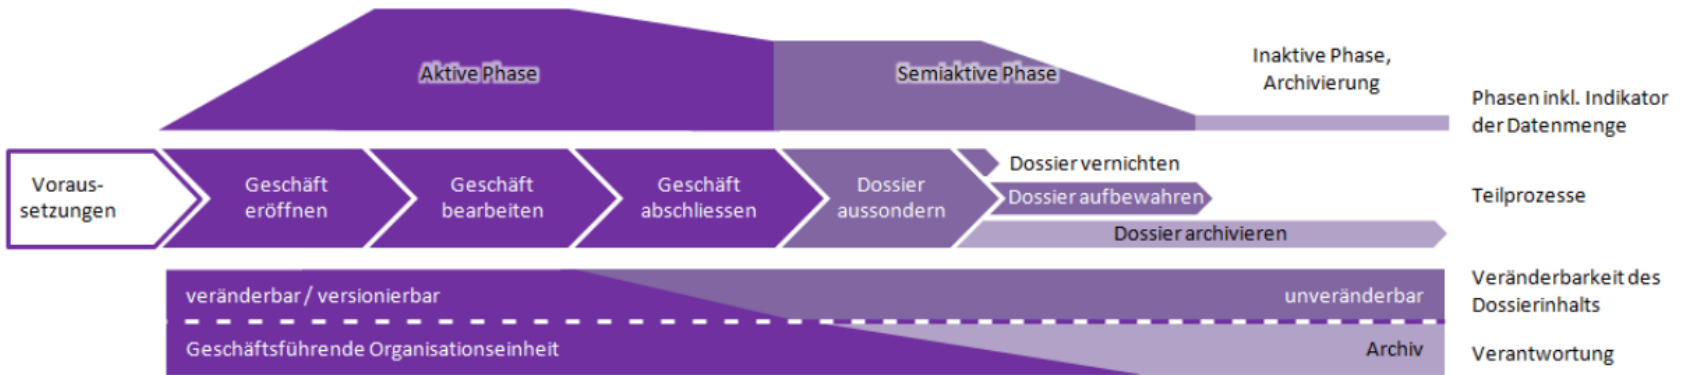 Aktive Phase
Semiaktive Phase
Inaktive Phase,
Archivierung
Phasen inkl. Indikator
der Datenmenge
Voraus-
setzungen
Geschäft
eröffnen
Geschäft
bearbeiten
Geschäft
abschliessen
Dossier
aussondern
Dossier vernichten
Dossier aufbewahren
Dossier archivieren
Teilprozesse
veränderbar / versionierbar
unveränderbar
Veränderbarkeit des
Dossierinhalts
Geschäftsführende Organisationseinheit
Archiv
Verantwortung